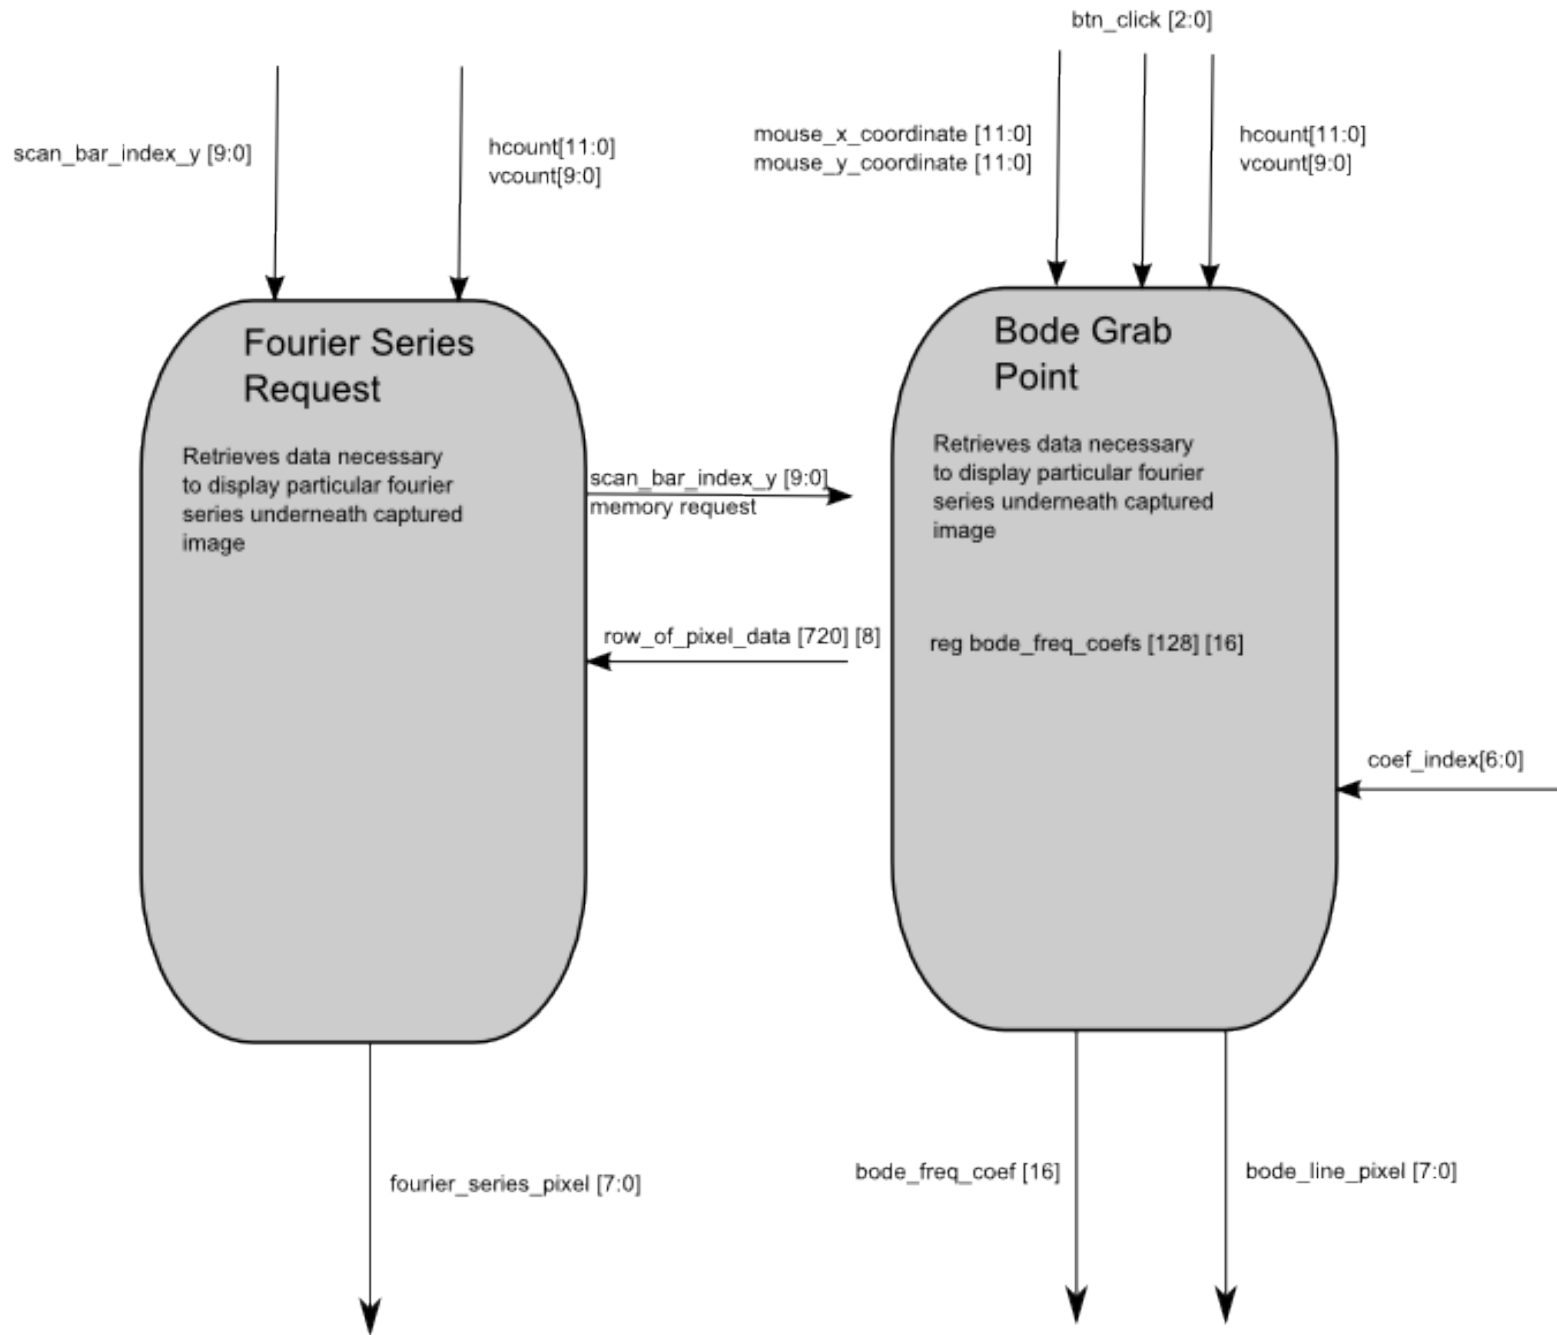 btn_click [2:0]
scan_bar_index_y [9:0]
hcount[11:0]
vcount[9:0]
mouse_x_coordinate [11:0]
mouse_y_coordinate [11:0]
hcount[11:0]
vcount[9:0]
Fourier Series
Request
Retrieves data necessary
to display particular fourier
series underneath captured
image
scan_bar_index_y [9:0]
memory request
row_of_pixel_data [720] [8]
Bode Grab
Point
Retrieves data necessary
to display particular fourier
series underneath captured
image
reg bode_freq_coefs [128] [16]
coef_index[6:0]
fourier_series_pixel [7:0]
bode_freq_coef [16]
bode_line_pixel [7:0]